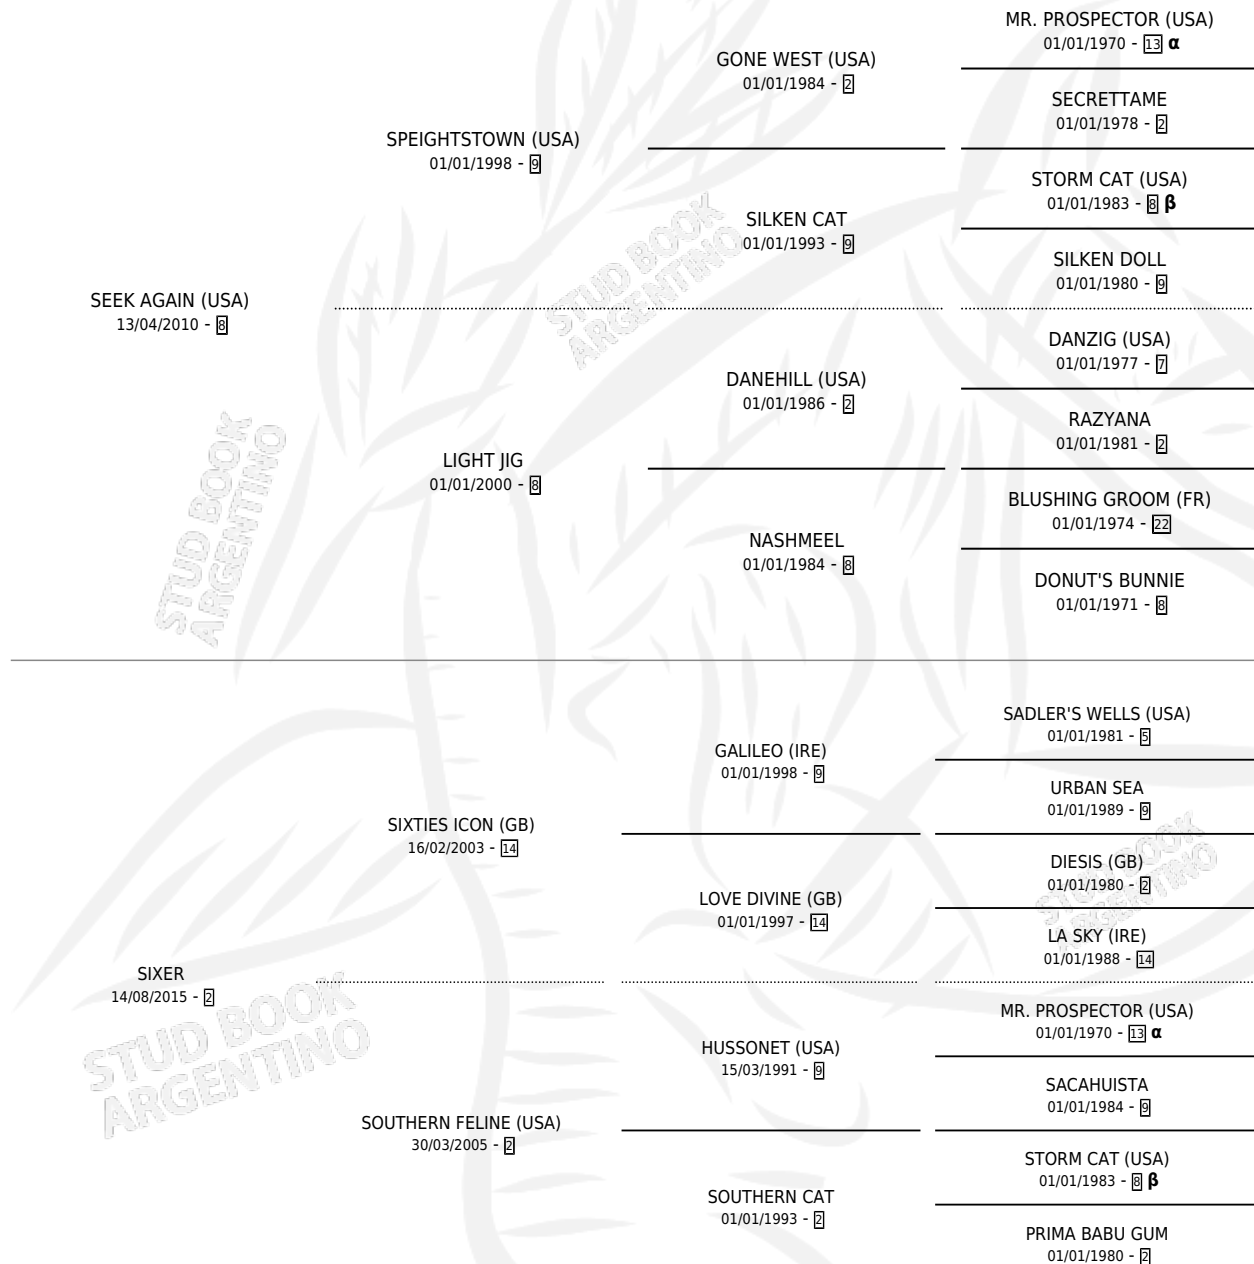 MR. PROSPECTOR (USA)
01/01/1970 - 13 α
GONE WEST (USA)
01/01/1984 - 2
SECRETTAME
01/01/1978 - 2
SPEIGHTSTOWN (USA)
01/01/1998 - 9
STORM CAT (USA)
01/01/1983 - 8 β
SILKEN CAT
01/01/1993 - 9
SILKEN DOLL
01/01/1980 - 9
STUD BOOK
ARGENTINO
SEEK AGAIN (USA)
13/04/2010 - 8
DANZIG (USA)
01/01/1977 - 7
DANEHILL (USA)
01/01/1986 - 2
RAZYANA
01/01/1981 - 2
LIGHT JIG
01/01/2000 - 8
BLUSHING GROOM (FR)
01/01/1974 - 22
NASHMEEL
01/01/1984 - 8
DONUT'S BUNNIE
01/01/1971 - 8
STUD BOOK
ARGENTINO
SADLER'S WELLS (USA)
01/01/1981 - 5
GALILEO (IRE)
01/01/1998 - 9
URBAN SEA
01/01/1989 - 9
SIXTIES ICON (GB)
16/02/2003 - 14
DIESIS (GB)
01/01/1980 - 2
LOVE DIVINE (GB)
01/01/1997 - 14
LA SKY (IRE)
01/01/1988 - 14
STUD BOOK
ARGENTINO
SIXER
14/08/2015 - 2
MR. PROSPECTOR (USA)
01/01/1970 - 13 α
HUSSONET (USA)
15/03/1991 - 9
SACAHUISTA
01/01/1984 - 9
SOUTHERN FELINE (USA)
30/03/2005 - 2
STORM CAT (USA)
01/01/1983 - 8 β
SOUTHERN CAT
01/01/1993 - 2
PRIMA BABU GUM
01/01/1980 - 2
STUD BOOK
ARGENTINO